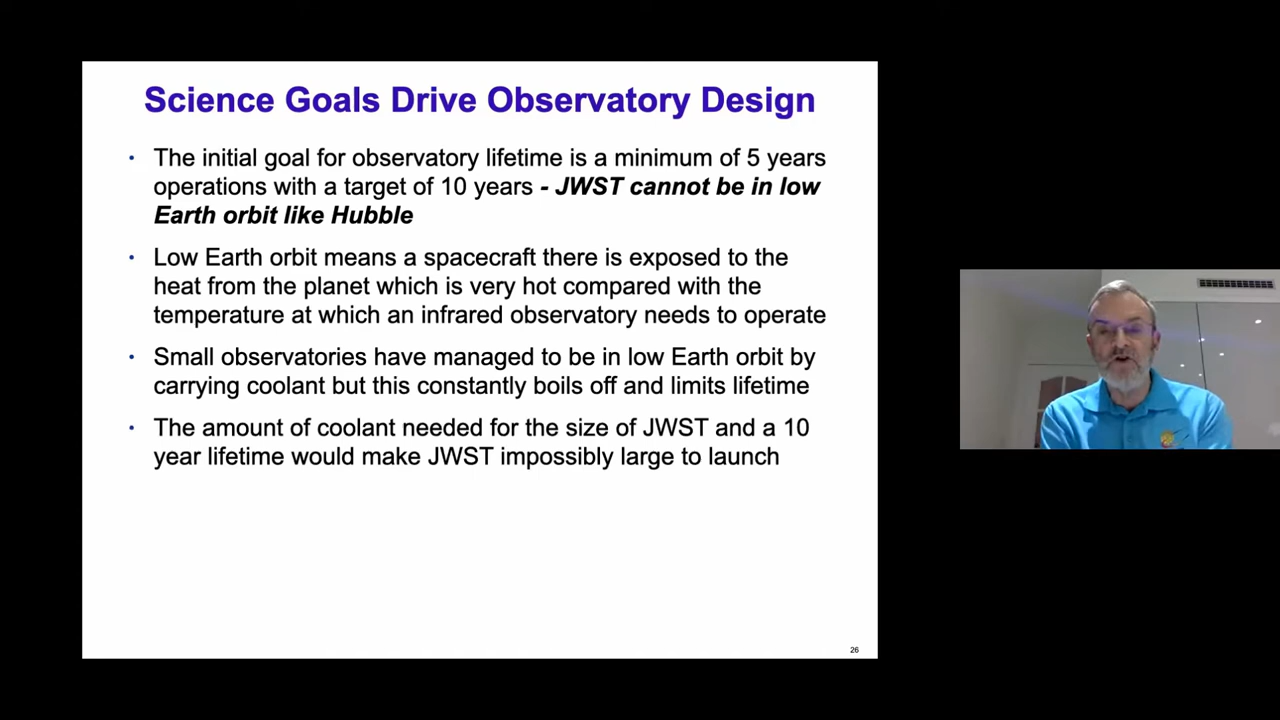 Science Goals Drive Observatory Design
• The initial goal for observatory lifetime is a minimum of 5 years
operations with a target of 10 years - JWST cannot be in low
Earth orbit like Hubble
• Low Earth orbit means a spacecraft there is exposed to the
heat from the planet which is very hot compared with the
temperature at which an infrared observatory needs to operate
• Small observatories have managed to be in low Earth orbit by
carrying coolant but this constantly boils off and limits lifetime
• The amount of coolant needed for the size of JWST and a 10
year lifetime would make JWST impossibly large to launch
26